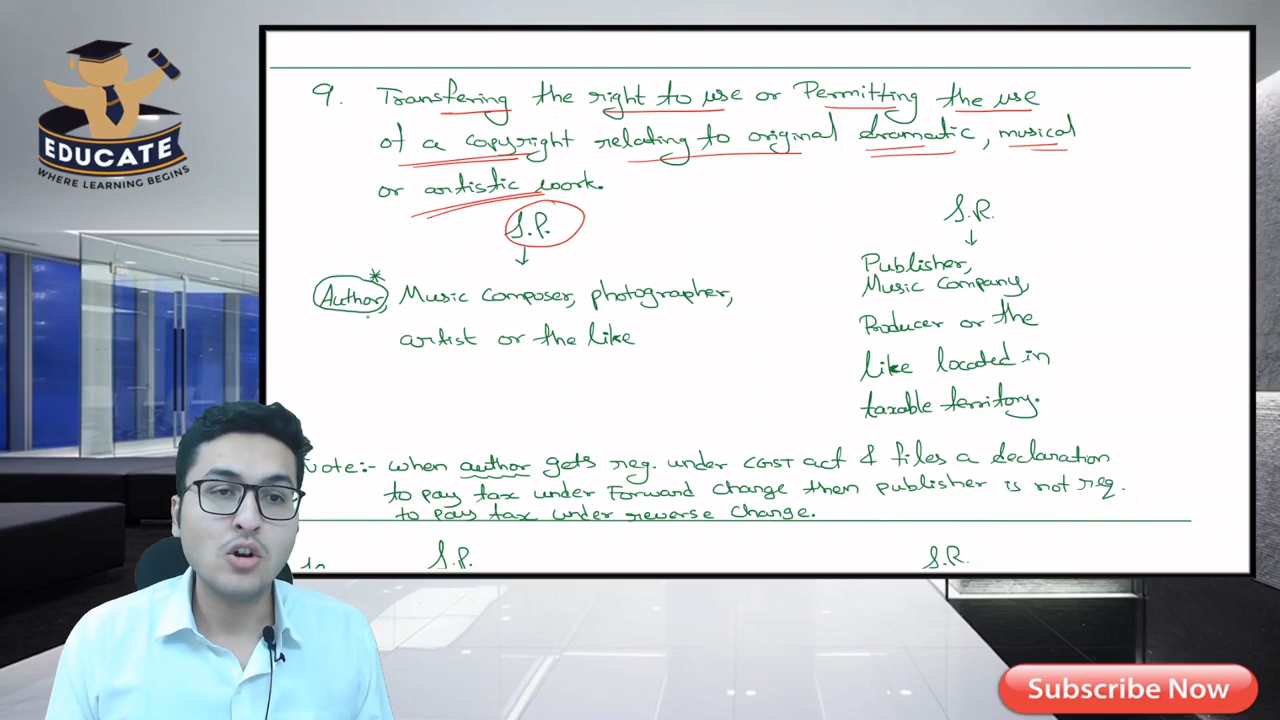 EDUCATE
WHERE LEARNING BEGINS
9. Transfering the right to use or Permitting the use
of a copyright relating to original dramatic, musical
or artistic work.
S.P.
S.R.
Author, * Music Composer, photographer,
artist or the like
Publisher,
Music Company,
Producer or the
like located in
taxable territory.
Note:- when author gets reg. under CGST act & files a declaration
to pay tax under Forward Charge then publisher is not req.
to pay tax under reverse Charge.
10
S.P.
S.R.
Subscribe Now